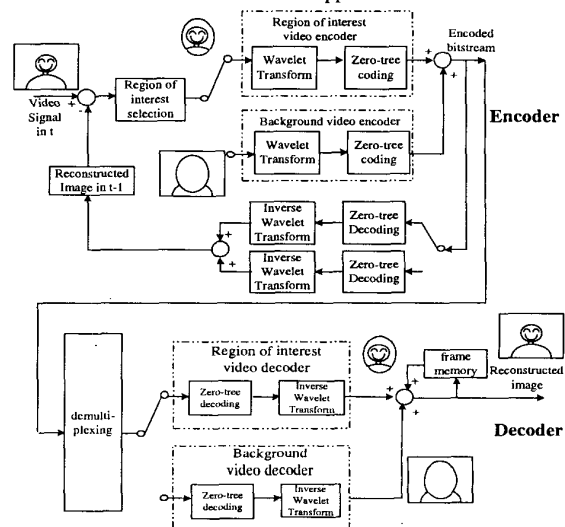 Region of interest
video encoder
Encoded
bitstream
Wavelet
Transform
Zero-tree
coding
+
+
Video
Signal
in t
+
-
Region of
interest
selection
Encoder
Background video encoder
Wavelet
Transform
Zero-tree
coding
Reconstructed
Image in t-1
Inverse
Wavelet
Transform
Zero-tree
Decoding
+
+
Inverse
Wavelet
Transform
Zero-tree
Decoding
+
Region of interest
video decoder
frame
memory
Reconstructed
image
demulti-
plexing
Zero-tree
decoding
Inverse
Wavelet
Transform
+
+
+
Decoder
Background
video decoder
Zero-tree
decoding
Inverse
Wavelet
Transform